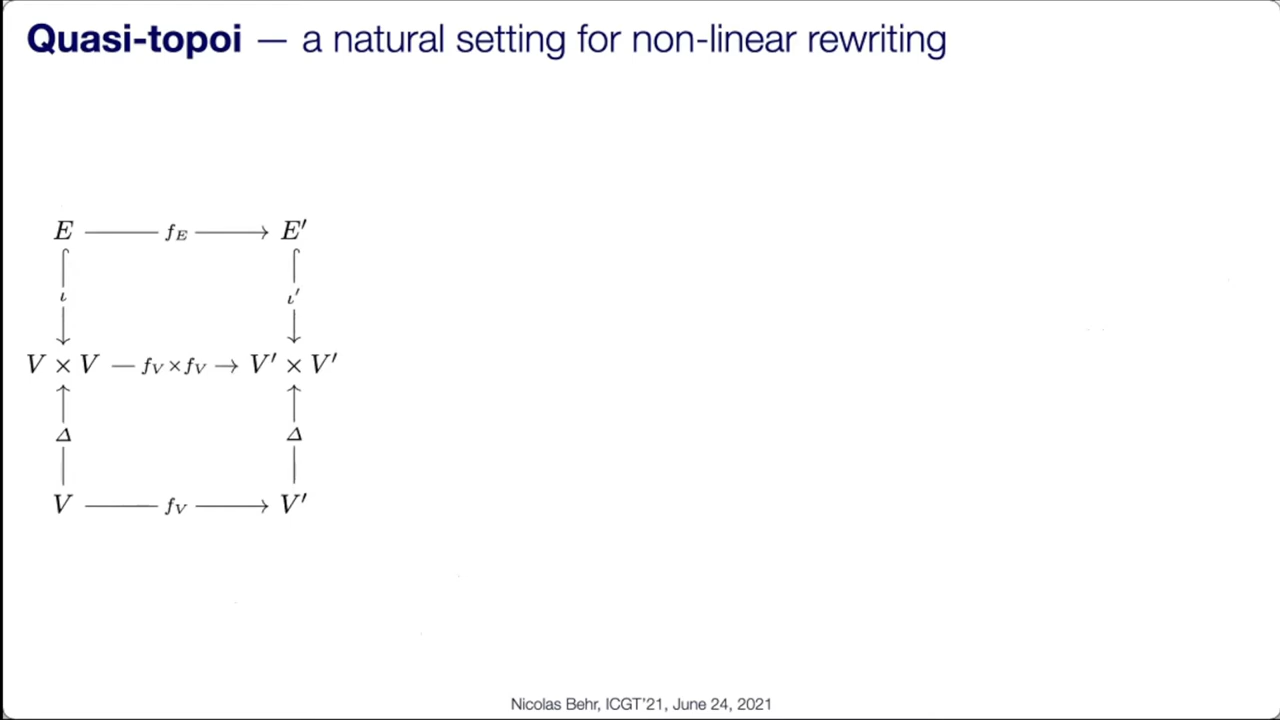 Quasi-topoi — a natural setting for non-linear rewriting
E f_E E′
ι ι′
V × V f_V×f_V V′ × V′
Δ Δ
V f_V V′
Nicolas Behr, ICGT'21, June 24, 2021